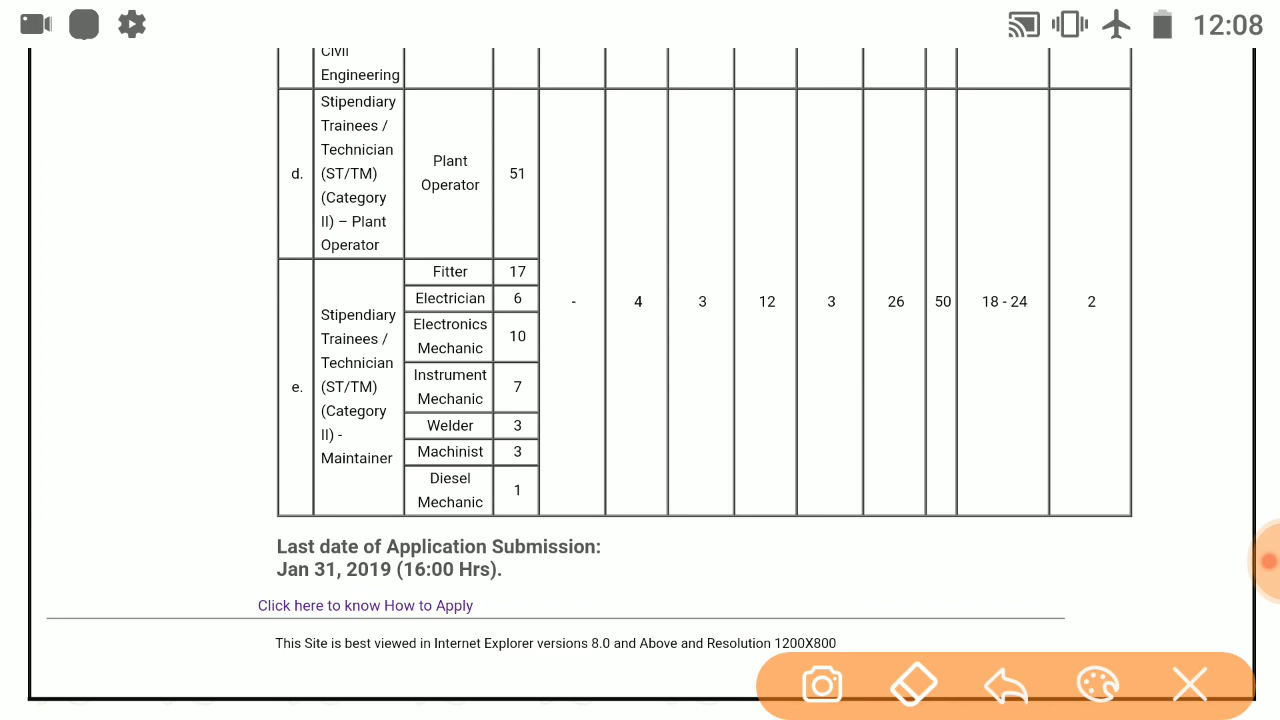 12:08
Civil
Engineering
d.
Stipendiary
Trainees /
Technician
(ST/TM)
(Category
II) – Plant
Operator
Plant
Operator
51
e.
Stipendiary
Trainees /
Technician
(ST/TM)
(Category
II) -
Maintainer
Fitter 17
Electrician 6
Electronics
Mechanic
10
Instrument
Mechanic
7
Welder 3
Machinist 3
Diesel
Mechanic
1
- 4 3 12 3 26 50 18 - 24 2
Last date of Application Submission:
Jan 31, 2019 (16:00 Hrs).
Click here to know How to Apply
This Site is best viewed in Internet Explorer versions 8.0 and Above and Resolution 1200X800